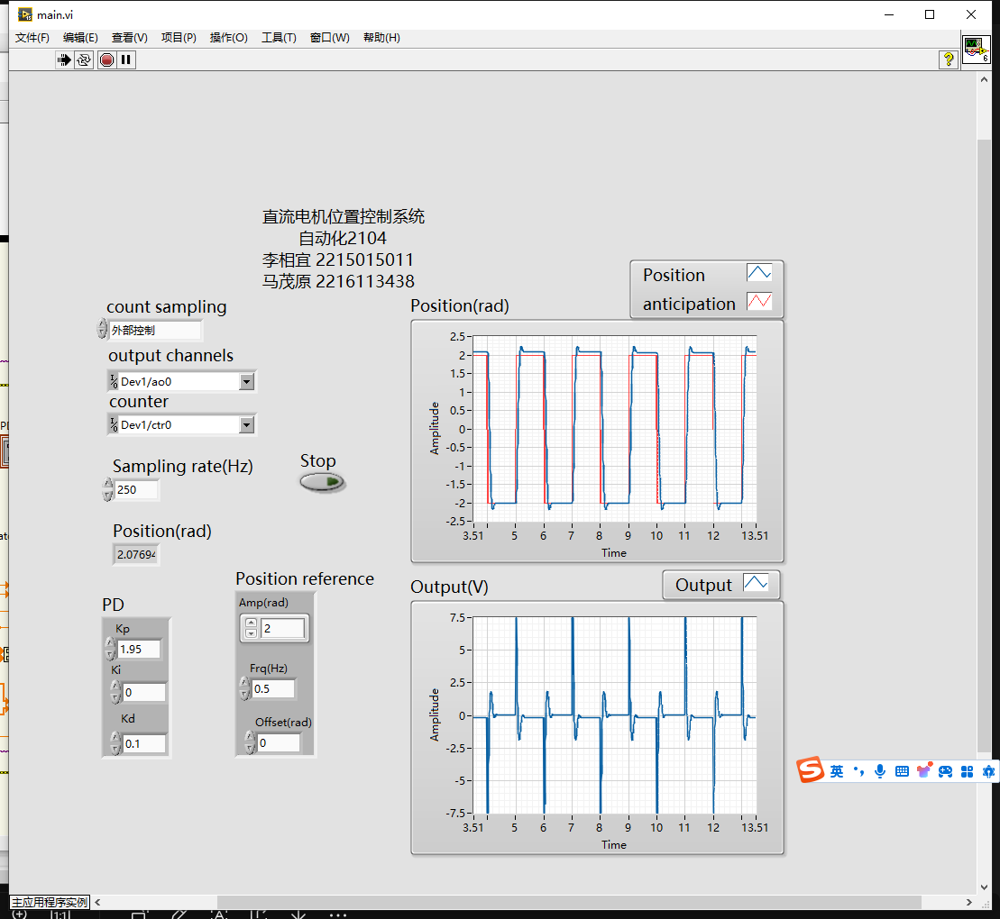 main.vi
文件(F) 编辑(E) 查看(V) 项目(P) 操作(O) 工具(T) 窗口(W) 帮助(H)
?
6
直流电机位置控制系统
自动化2104
李相宜 2215015011
马茂原 2216113438
count sampling
外部控制
output channels
Dev1/ao0
counter
Dev1/ctr0
Sampling rate(Hz)
250
Stop
Position(rad)
2.07694
PD
Kp
1.95
Ki
0
Kd
0.1
Position reference
Amp(rad)
2
Frq(Hz)
0.5
Offset(rad)
0
Position(rad)
Position
anticipation
Amplitude
2.5
2
1.5
1
0.5
0
-0.5
-1
-1.5
-2
-2.5
3.51 5 6 7 8 9 10 11 12 13.51
Time
Output(V)
Output
Amplitude
7.5
5
2.5
0
-2.5
-5
-7.5
3.51 5 6 7 8 9 10 11 12 13.51
Time
英
主应用程序实例
1:1